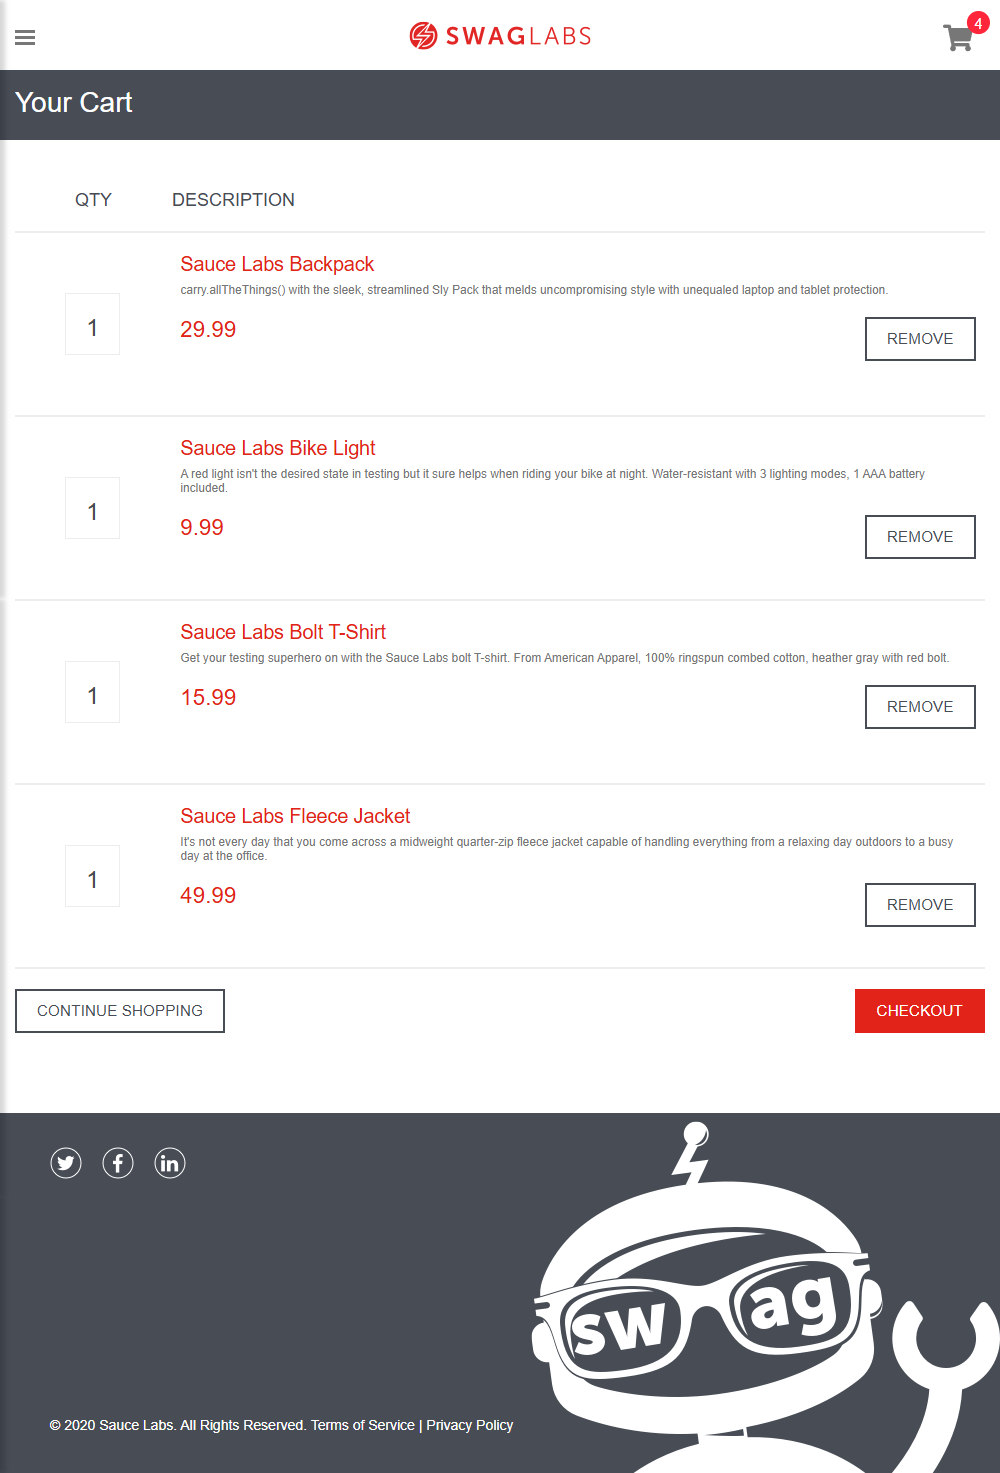 SWAGLABS
4
Your Cart
QTY DESCRIPTION
Sauce Labs Backpack
carry.allTheThings() with the sleek, streamlined Sly Pack that melds uncompromising style with unequaled laptop and tablet protection.
1
29.99
REMOVE
Sauce Labs Bike Light
A red light isn't the desired state in testing but it sure helps when riding your bike at night. Water-resistant with 3 lighting modes, 1 AAA battery
included.
1
9.99
REMOVE
Sauce Labs Bolt T-Shirt
Get your testing superhero on with the Sauce Labs bolt T-shirt. From American Apparel, 100% ringspun combed cotton, heather gray with red bolt.
1
15.99
REMOVE
Sauce Labs Fleece Jacket
It's not every day that you come across a midweight quarter-zip fleece jacket capable of handling everything from a relaxing day outdoors to a busy
day at the office.
1
49.99
REMOVE
CONTINUE SHOPPING
CHECKOUT
in
sw ag
© 2020 Sauce Labs. All Rights Reserved. Terms of Service | Privacy Policy